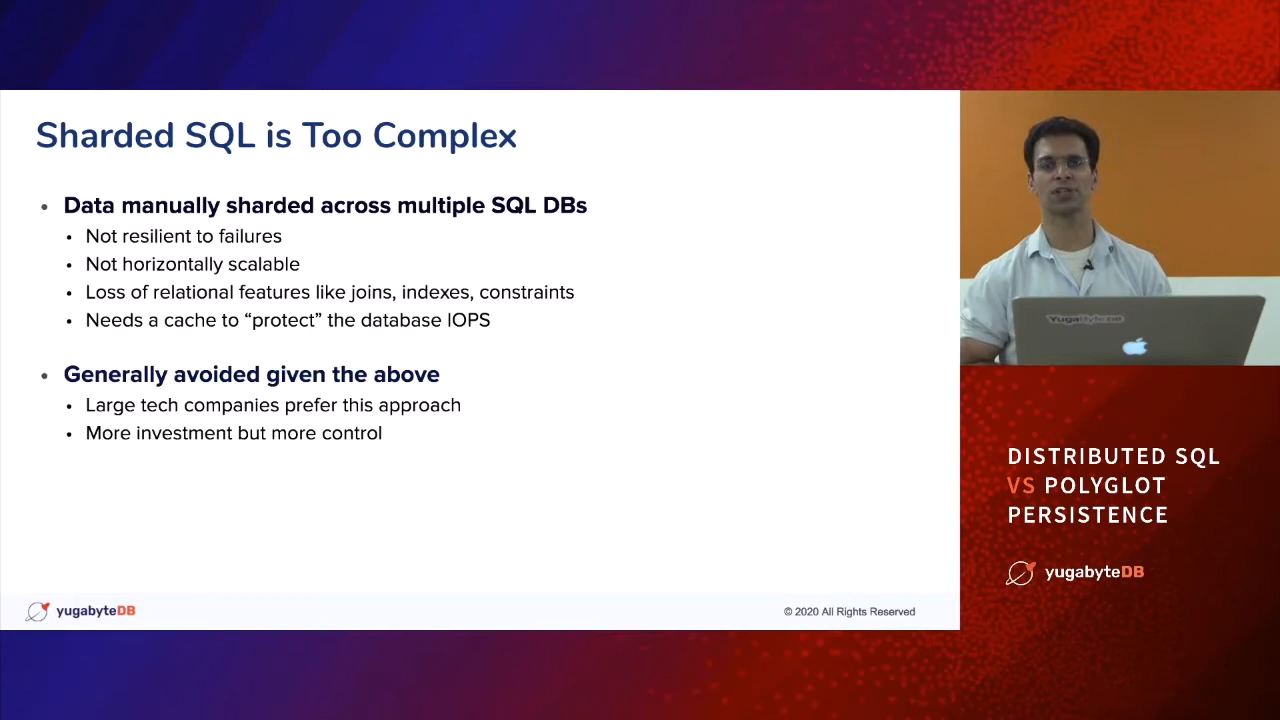 Sharded SQL is Too Complex
• Data manually sharded across multiple SQL DBs
• Not resilient to failures
• Not horizontally scalable
• Loss of relational features like joins, indexes, constraints
• Needs a cache to “protect” the database IOPS
• Generally avoided given the above
• Large tech companies prefer this approach
• More investment but more control
yugabyteDB
© 2020 All Rights Reserved
YugaByteDB
DISTRIBUTED SQL
VS POLYGLOT
PERSISTENCE
yugabyteDB